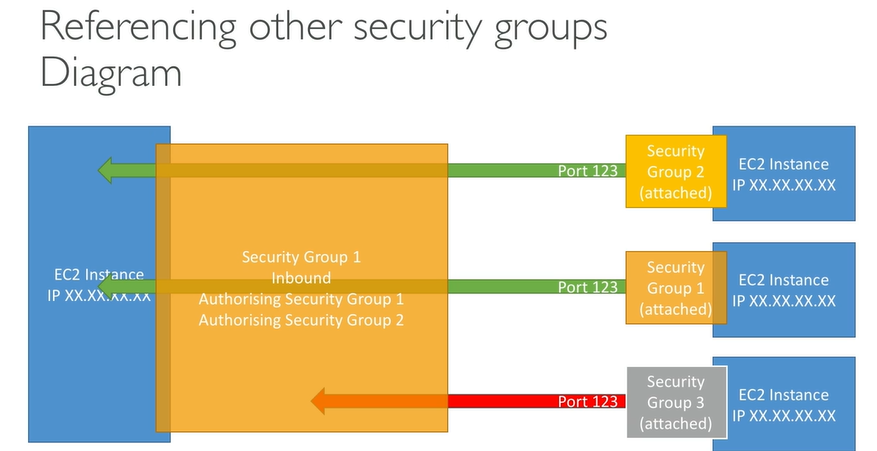 Referencing other security groups
Diagram
Port 123
Security
Group 2
(attached)
EC2 Instance
IP XX.XX.XX.XX
EC2 Instance
IP XX.XX.XX.XX
Security Group 1
Inbound
Authorising Security Group 1
Authorising Security Group 2
Port 123
Security
Group 1
(attached)
EC2 Instance
IP XX.XX.XX.XX
Port 123
Security
Group 3
(attached)
EC2 Instance
IP XX.XX.XX.XX